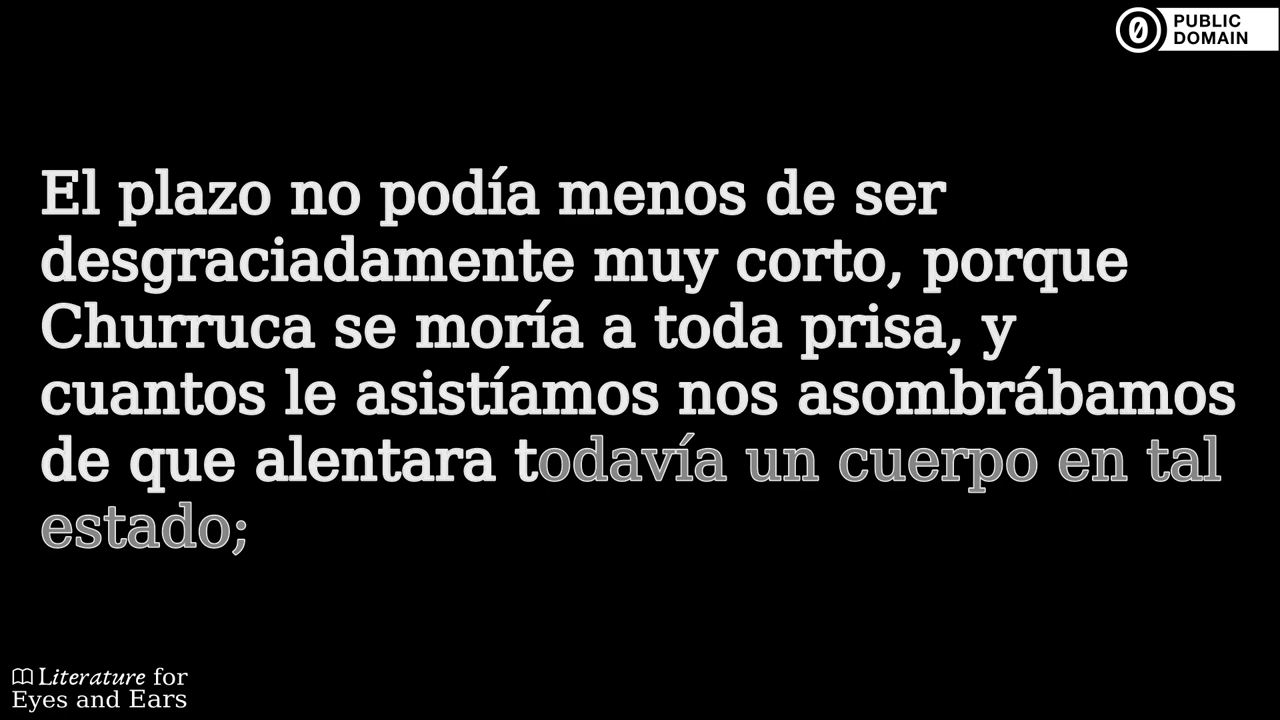 PUBLIC
DOMAIN
El plazo no podía menos de ser
desgraciadamente muy corto, porque
Churruca se moría a toda prisa, y
cuantos le asistíamos nos asombrábamos
de que alentara todavía un cuerpo en tal
estado;
Literature for
Eyes and Ears